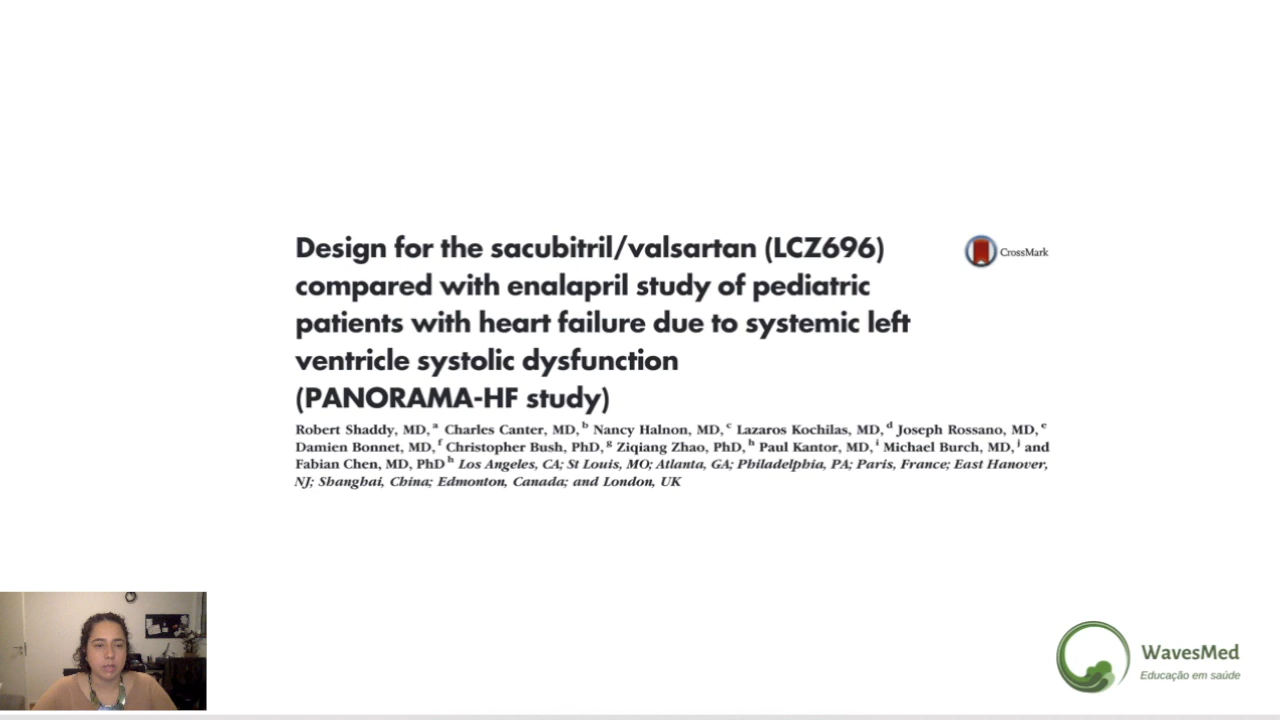 Design for the sacubitril/valsartan (LCZ696)
compared with enalapril study of pediatric
patients with heart failure due to systemic left
ventricle systolic dysfunction
(PANORAMA-HF study)
CrossMark
Robert Shaddy, MD, a Charles Canter, MD, b Nancy Halnon, MD, c Lazaros Kochilas, MD, d Joseph Rossano, MD, e
Damien Bonnet, MD, f Christopher Bush, PhD, g Ziqiang Zhao, PhD, h Paul Kantor, MD, i Michael Burch, MD, j and
Fabian Chen, MD, PhD h Los Angeles, CA; St Louis, MO; Atlanta, GA; Philadelphia, PA; Paris, France; East Hanover,
NJ; Shanghai, China; Edmonton, Canada; and London, UK
WavesMed
Educação em saúde